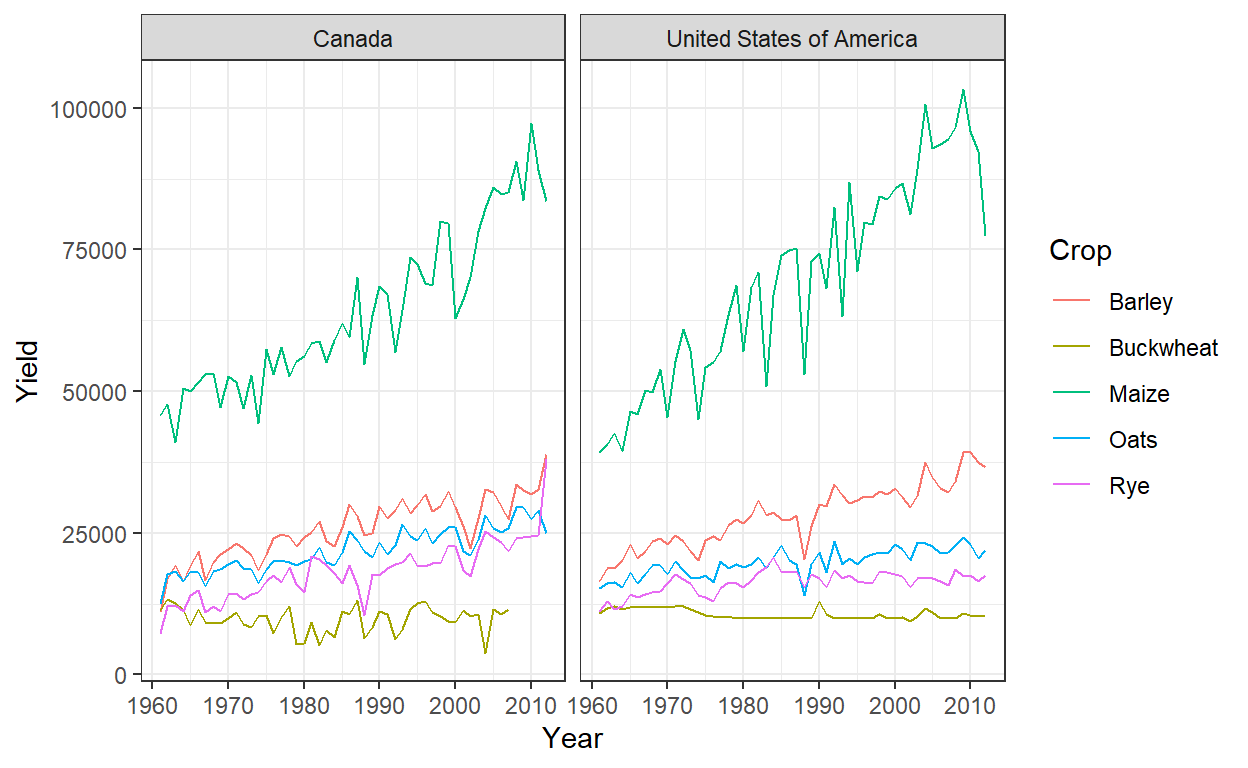 Canada
United States of America
100000
75000
50000
25000
0
Yield
1960 1970 1980 1990 2000 2010
1960 1970 1980 1990 2000 2010
Year
Crop
Barley
Buckwheat
Maize
Oats
Rye